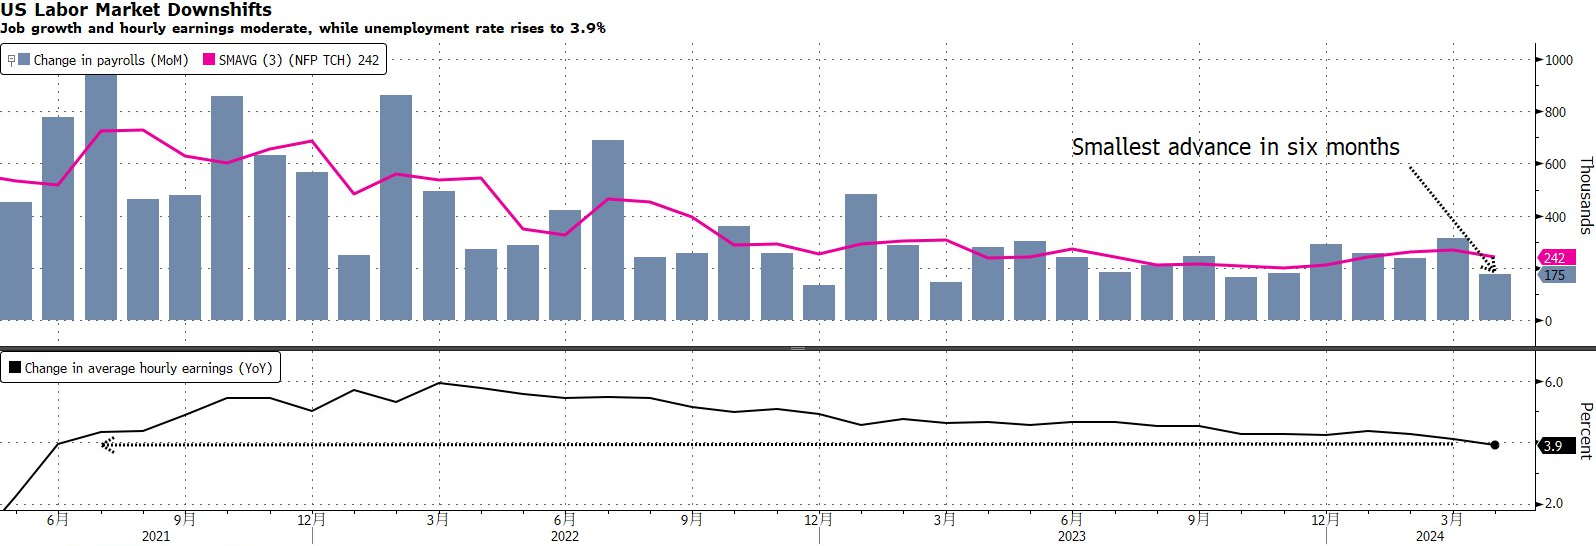 US Labor Market Downshifts
Job growth and hourly earnings moderate, while unemployment rate rises to 3.9%
Change in payrolls (MoM) SMAVG (3) (NFP TCH) 242
1000
800
Smallest advance in six months
600
Thousands
400
242
175
0
Change in average hourly earnings (YoY)
6.0
Percent
3.9
2.0
6月 9月 12月 3月 6月 9月 12月 3月 6月 9月 12月 3月
2021 2022 2023 2024